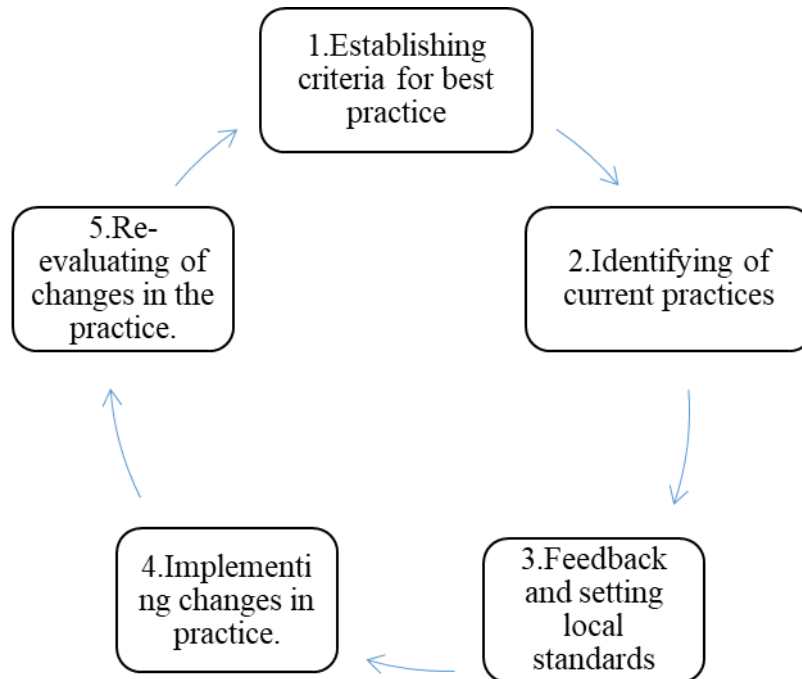 1.Establishing
criteria for best
practice
2.Identifying of
current practices
3.Feedback
and setting
local
standards
4.Implementi
ng changes in
practice.
5.Re-
evaluating of
changes in the
practice.